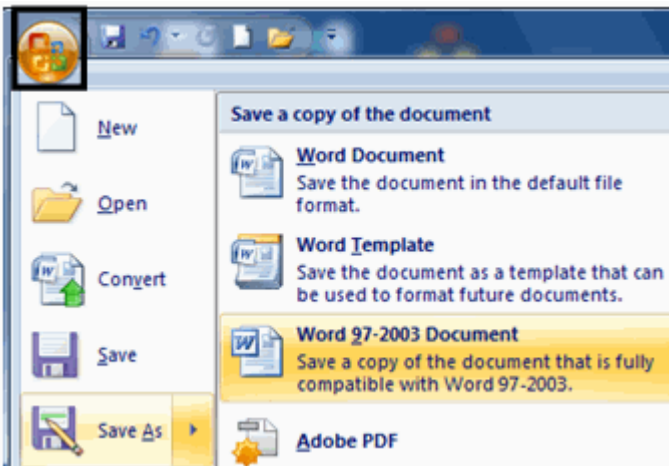 New
Open
Convert
Save
Save As
Save a copy of the document
Word Document
Save the document in the default file
format.
Word Template
Save the document as a template that can
be used to format future documents.
Word 97-2003 Document
Save a copy of the document that is fully
compatible with Word 97-2003.
Adobe PDF